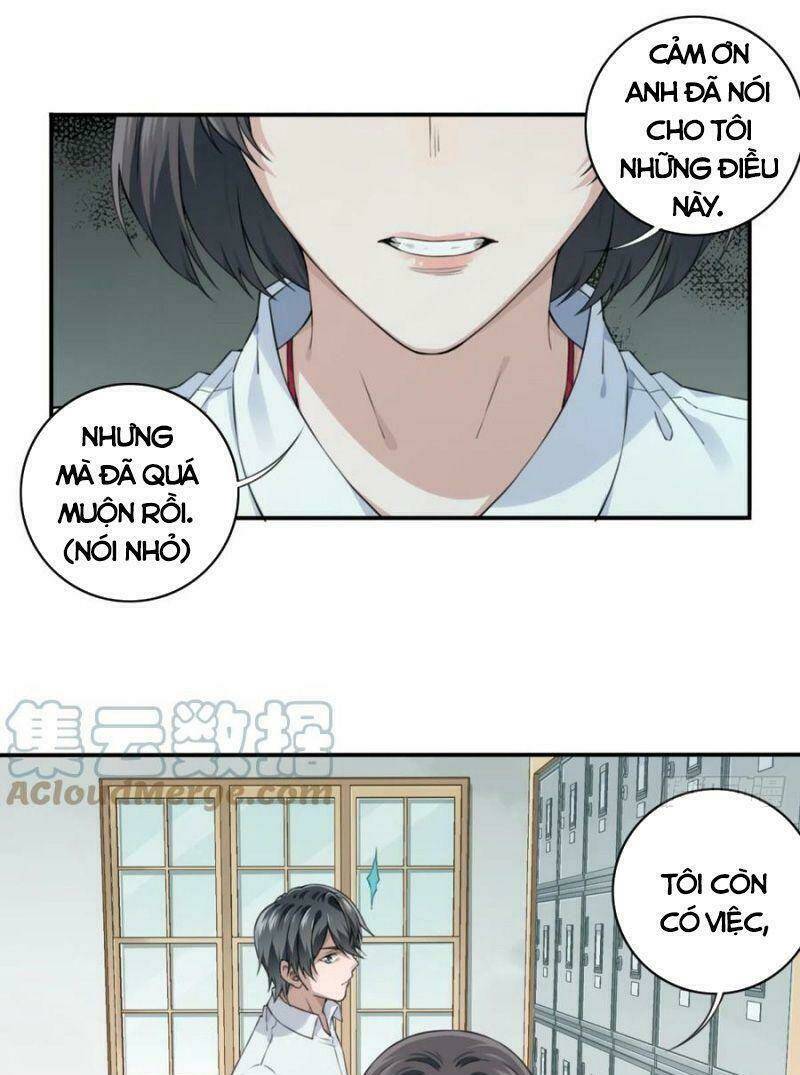 CẢM ƠN
ANH ĐÃ NÓI
CHO TÔI
NHỮNG ĐIỀU
NÀY.
NHƯNG
MÀ ĐÃ QUÁ
MUỘN RỒI.
(NÓI NHỎ)
集云数据
ACloudMerge.com
TÔI CÒN
CÓ VIỆC,